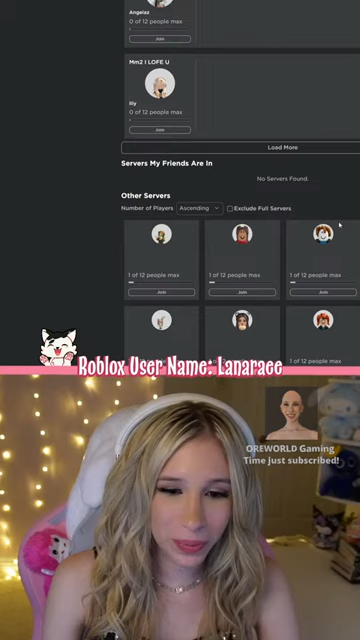 Angelzz
0 of 12 people max
Join
Mm2 I LOFE U
lily
0 of 12 people max
Join
Load More
Servers My Friends Are In
No Servers Found.
Other Servers
Number of Players Ascending Exclude Full Servers
1 of 12 people max 1 of 12 people max 1 of 12 people max
Join Join Join
Roblox User Name: Lanaraee
OREWORLD Gaming
Time just subscribed!